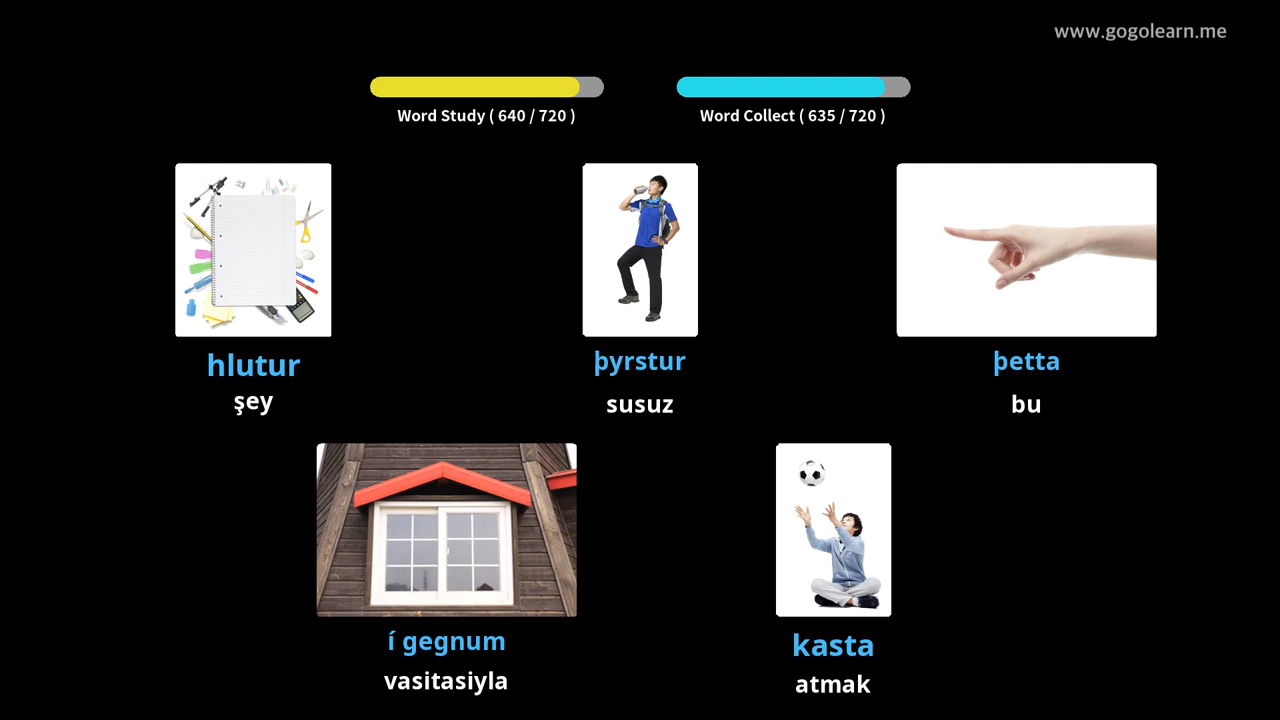 www.gogolearn.me
Word Study ( 640 / 720 )
Word Collect ( 635 / 720 )
hlutur
şey
þyrstur
susuz
þetta
bu
í gegnum
vasitasiyla
kasta
atmak